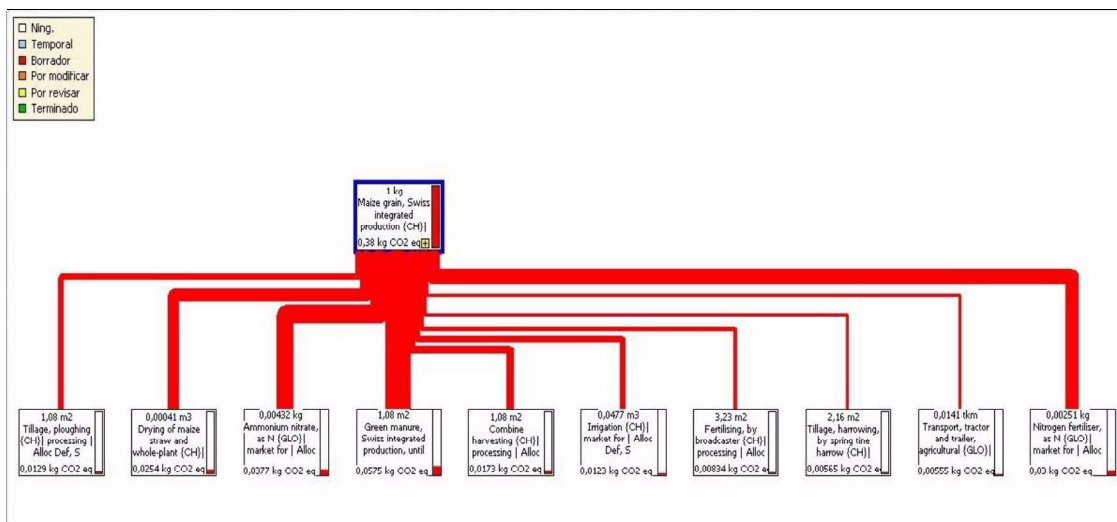 Ning.
Temporal
Borrador
Por modificar
Por revisar
Terminado
1 kg
Maize grain, Swiss
integrated
production {CH}|
0,38 kg CO2 eq
1,08 m2
Tillage, ploughing
{CH}| processing |
Alloc Def, S
0,0129 kg CO2 eq
0,00041 m3
Drying of maize
straw and
whole-plant {CH}|
0,0254 kg CO2 eq
0,00432 kg
Ammonium nitrate,
as N {GLO}|
market for | Alloc
0,0377 kg CO2 eq
1,08 m2
Green manure,
Swiss integrated
production, until
0,0575 kg CO2 eq
1,08 m2
Combine
harvesting {CH}|
processing | Alloc
0,0173 kg CO2 eq
0,0477 m3
Irrigation {CH}|
market for | Alloc
Def, S
0,0123 kg CO2 eq
3,23 m2
Fertilising, by
broadcaster {CH}|
processing | Alloc
0,00834 kg CO2 eq
2,16 m2
Tillage, harrowing,
by spring tine
harrow {CH}|
0,00565 kg CO2 eq
0,0141 tkm
Transport, tractor
and trailer,
agricultural {GLO}|
0,00555 kg CO2 eq
0,00251 kg
Nitrogen fertiliser,
as N {GLO}|
market for | Alloc
0,03 kg CO2 eq